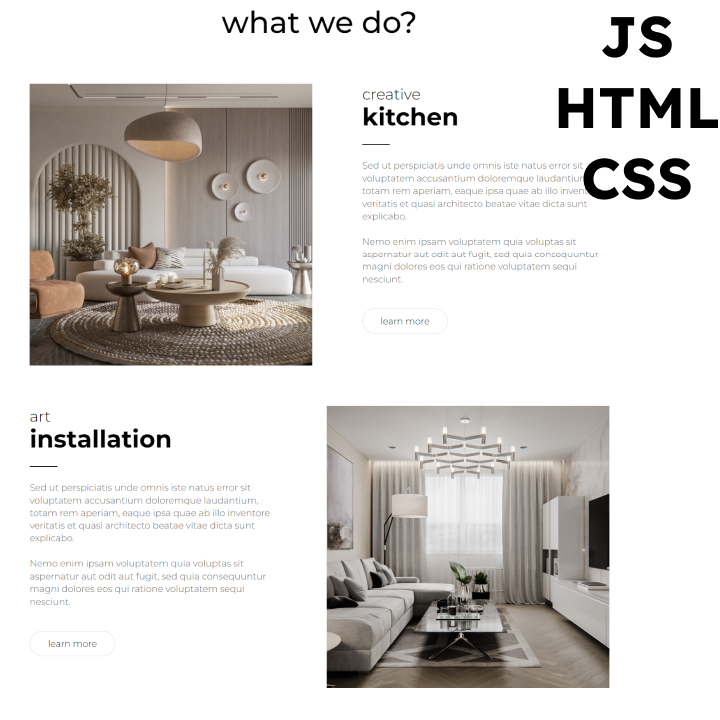 what we do?
JS
HTML
CSS
creative
kitchen
Sed ut perspiciatis unde omnis iste natus error sit
voluptatem accusantium doloremque laudantium
totam rem aperiam, eaque ipsa quae ab illo inven
veritatis et quasi architecto beatae vitae dicta sunt
explicabo.
Nemo enim ipsam voluptatem quia voluptas sit
aspernatur aut odit aut fugit, sed quia consequuntur
magni dolores eos qui ratione voluptatem sequi
nesciunt.
learn more
art
installation
Sed ut perspiciatis unde omnis iste natus error sit
voluptatem accusantium doloremque laudantium,
totam rem aperiam, eaque ipsa quae ab illo inventore
veritatis et quasi architecto beatae vitae dicta sunt
explicabo.
Nemo enim ipsam voluptatem quia voluptas sit
aspernatur aut odit aut fugit, sed quia consequuntur
magni dolores eos qui ratione voluptatem sequi
nesciunt.
learn more